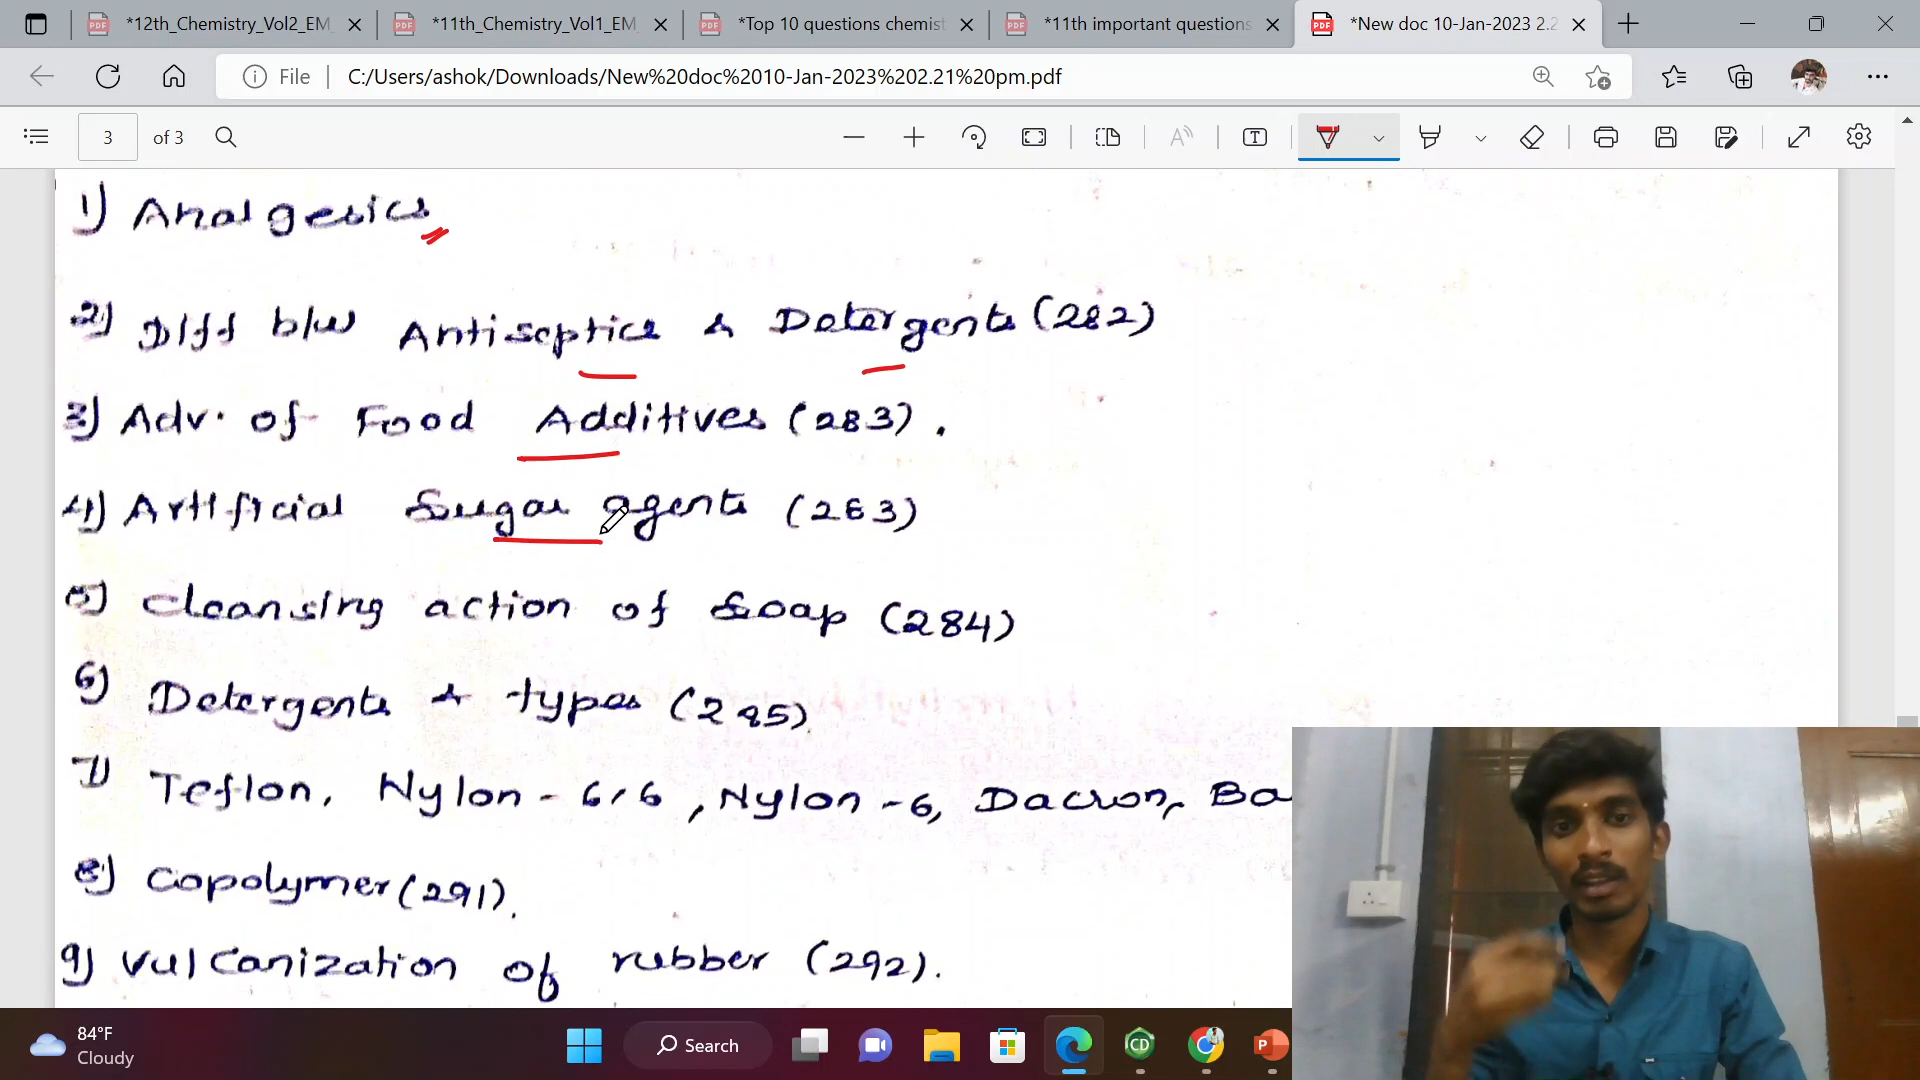 *12th_Chemistry_Vol2_EM
*11th_Chemistry_Vol1_EM
*Top 10 questions chemist
*11th important questions
*New doc 10-Jan-2023 2.2
File
C:/Users/ashok/Downloads/New%20doc%2010-Jan-2023%202.21%20pm.pdf
3 of 3
1) Analgesics
2) Diff b/w Antiseptics & Detergents (282)
3) Adv. of Food Additives (283).
4) Artificial Sugar agents (283)
5) Cleansing action of Soap (284)
6) Detergents & types (285)
7) Teflon, Nylon - 6,6, Nylon - 6, Dacron, Ba
8) Copolymer (291).
9) Vulcanization of rubber (292).
84°F
Cloudy
Search